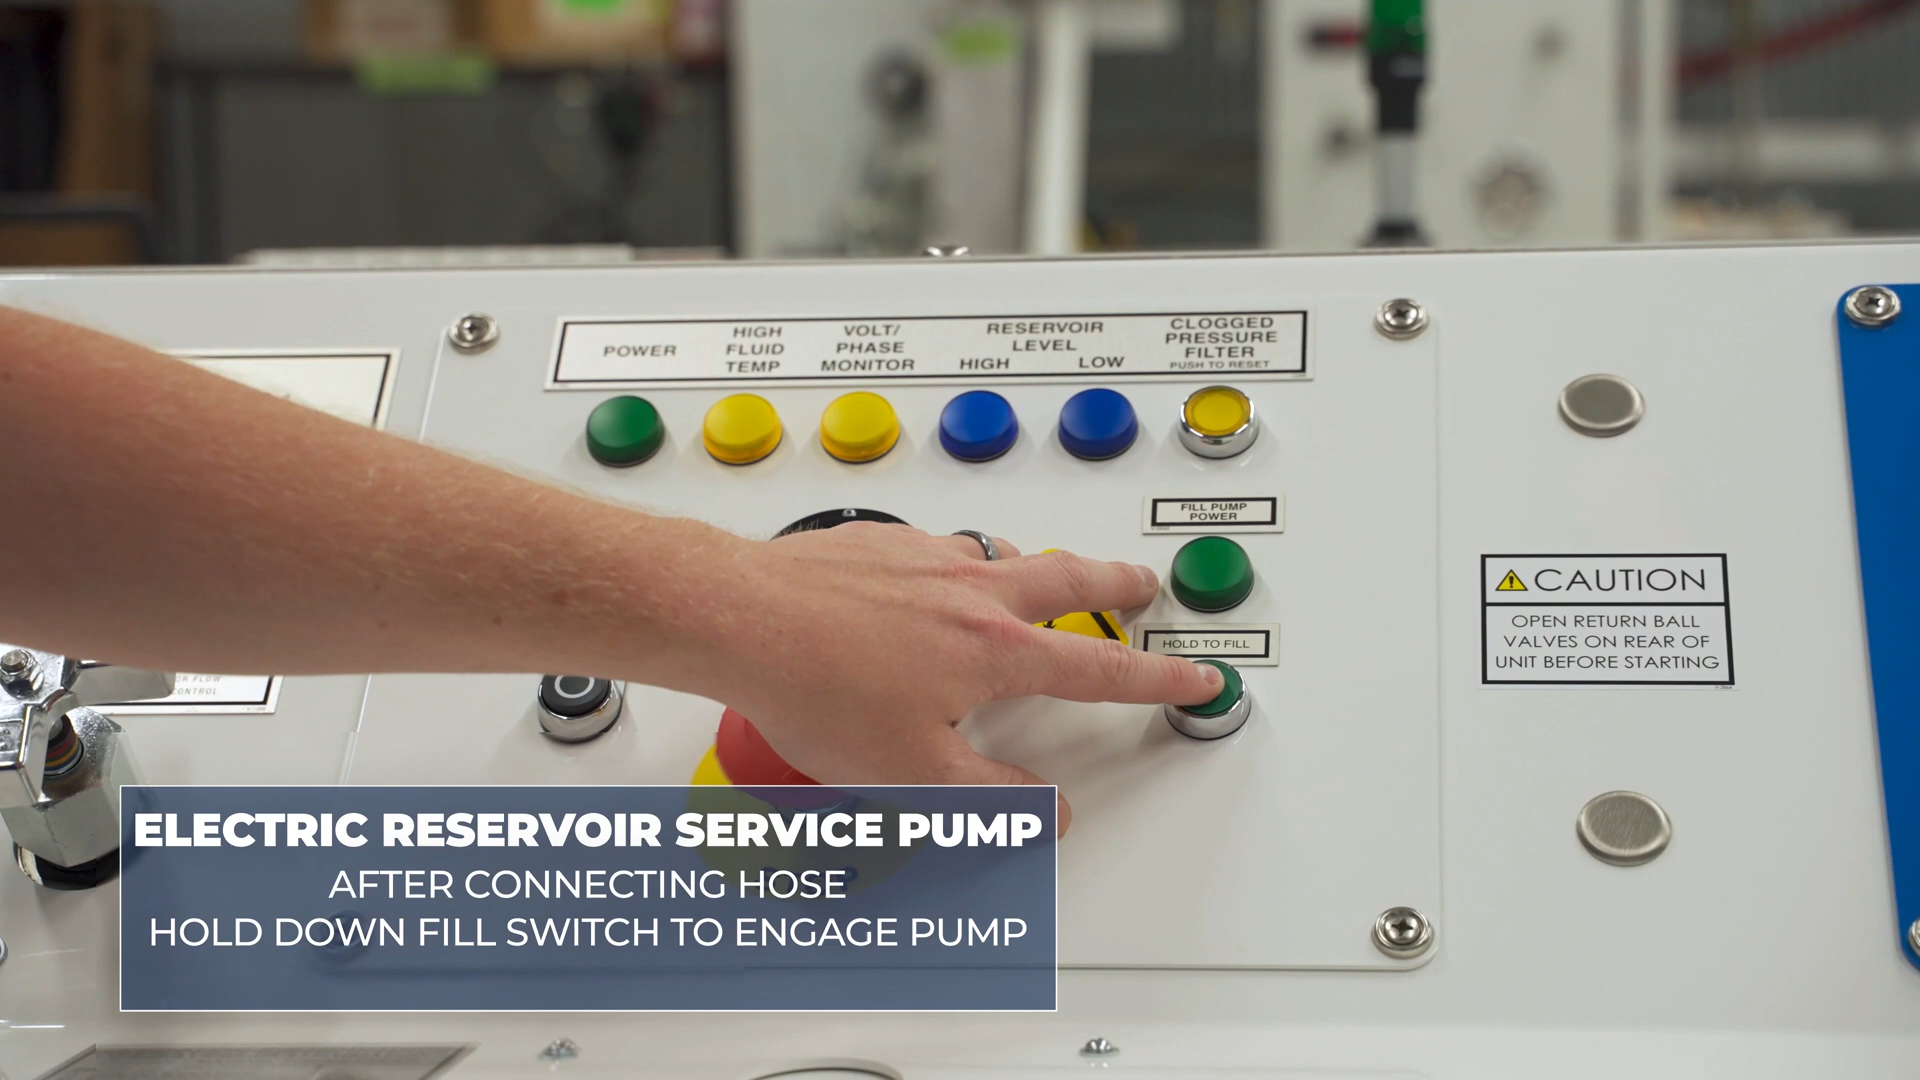 POWER
HIGH
FLUID
TEMP
VOLT/
PHASE
MONITOR
RESERVOIR
LEVEL
HIGH
LOW
CLOGGED
PRESSURE
FILTER
PUSH TO RESET
FILL PUMP
POWER
HOLD TO FILL
CAUTION
OPEN RETURN BALL
VALVES ON REAR OF
UNIT BEFORE STARTING
FLOW
CONTROL
ELECTRIC RESERVOIR SERVICE PUMP
AFTER CONNECTING HOSE
HOLD DOWN FILL SWITCH TO ENGAGE PUMP